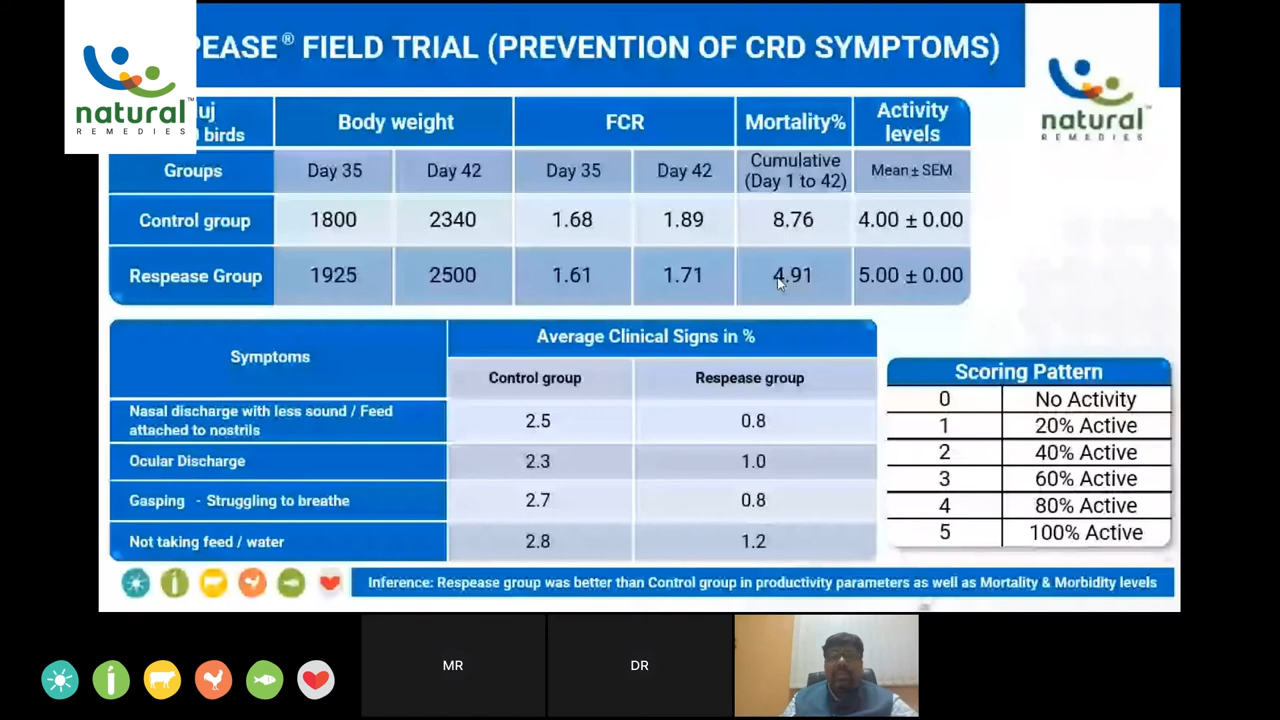 PEASE® FIELD TRIAL (PREVENTION OF CRD SYMPTOMS)
natural™
REMEDIES
natural™
REMEDIES
uj
birds
Body weight
FCR
Mortality%
Activity
levels
Groups
Day 35
Day 42
Day 35
Day 42
Cumulative
(Day 1 to 42)
Mean ± SEM
Control group
1800
2340
1.68
1.89
8.76
4.00 ± 0.00
Respease Group
1925
2500
1.61
1.71
4.91
5.00 ± 0.00
Symptoms
Average Clinical Signs in %
Control group
Respease group
Nasal discharge with less sound / Feed
attached to nostrils
2.5
0.8
Ocular Discharge
2.3
1.0
Gasping - Struggling to breathe
2.7
0.8
Not taking feed / water
2.8
1.2
Scoring Pattern
0 No Activity
1 20% Active
2 40% Active
3 60% Active
4 80% Active
5 100% Active
Inference: Respease group was better than Control group in productivity parameters as well as Mortality & Morbidity levels
MR
DR